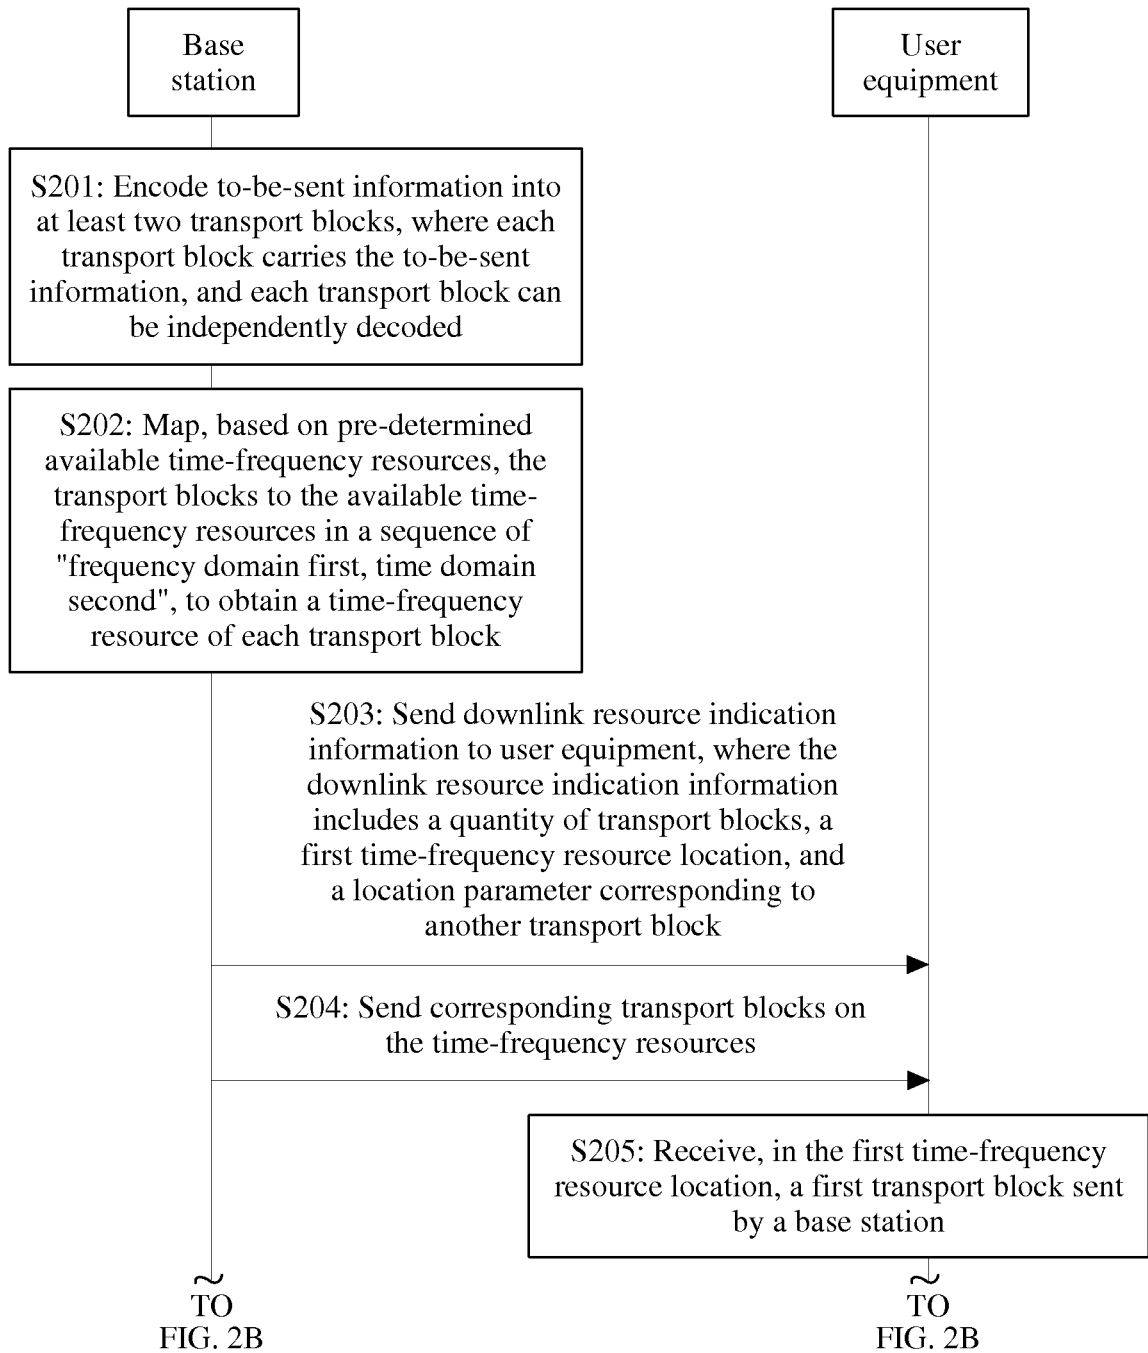 Base
station
User
equipment
S201: Encode to-be-sent information into
at least two transport blocks, where each
transport block carries the to-be-sent
information, and each transport block can
be independently decoded
S202: Map, based on pre-determined
available time-frequency resources, the
transport blocks to the available time-
frequency resources in a sequence of
"frequency domain first, time domain
second", to obtain a time-frequency
resource of each transport block
S203: Send downlink resource indication
information to user equipment, where the
downlink resource indication information
includes a quantity of transport blocks, a
first time-frequency resource location, and
a location parameter corresponding to
another transport block
S204: Send corresponding transport blocks on
the time-frequency resources
S205: Receive, in the first time-frequency
resource location, a first transport block sent
by a base station
TO
FIG. 2B
TO
FIG. 2B